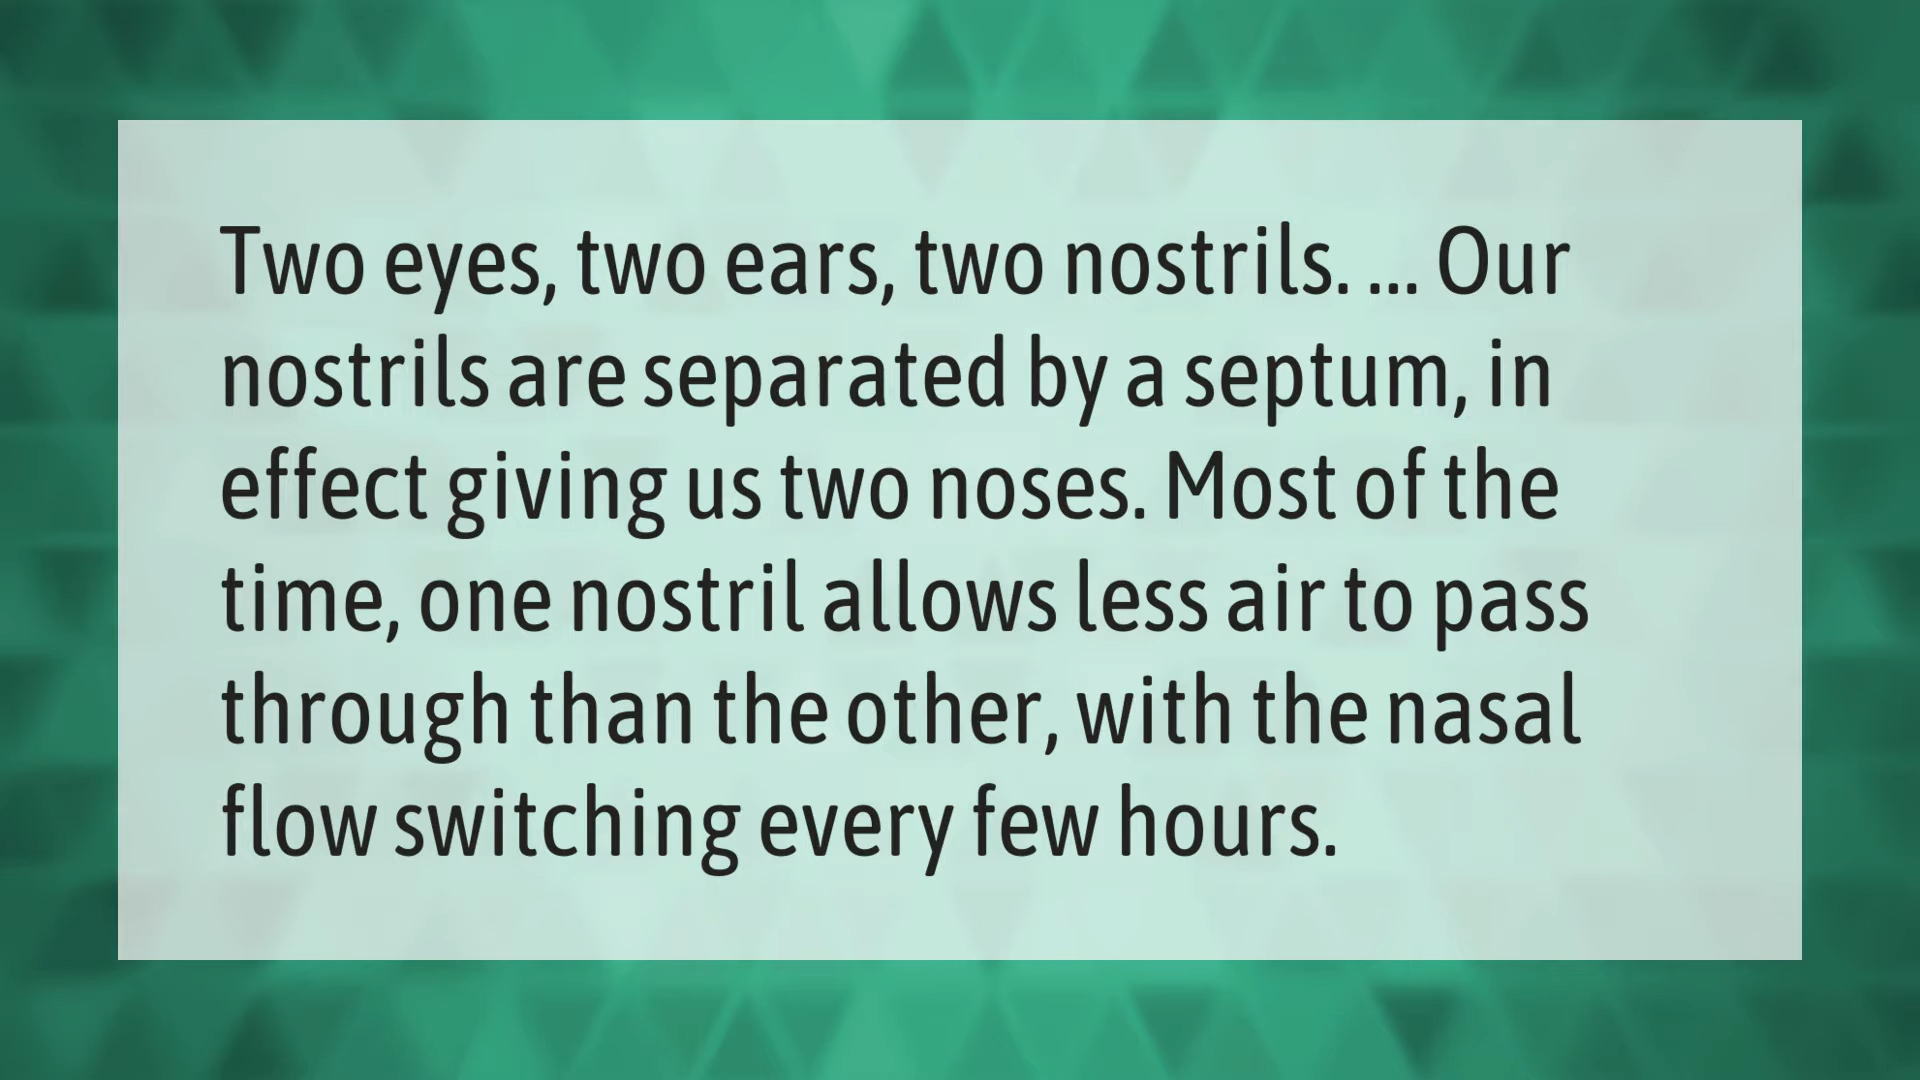 Two eyes, two ears, two nostrils. ... Our
nostrils are separated by a septum, in
effect giving us two noses. Most of the
time, one nostril allows less air to pass
through than the other, with the nasal
flow switching every few hours.